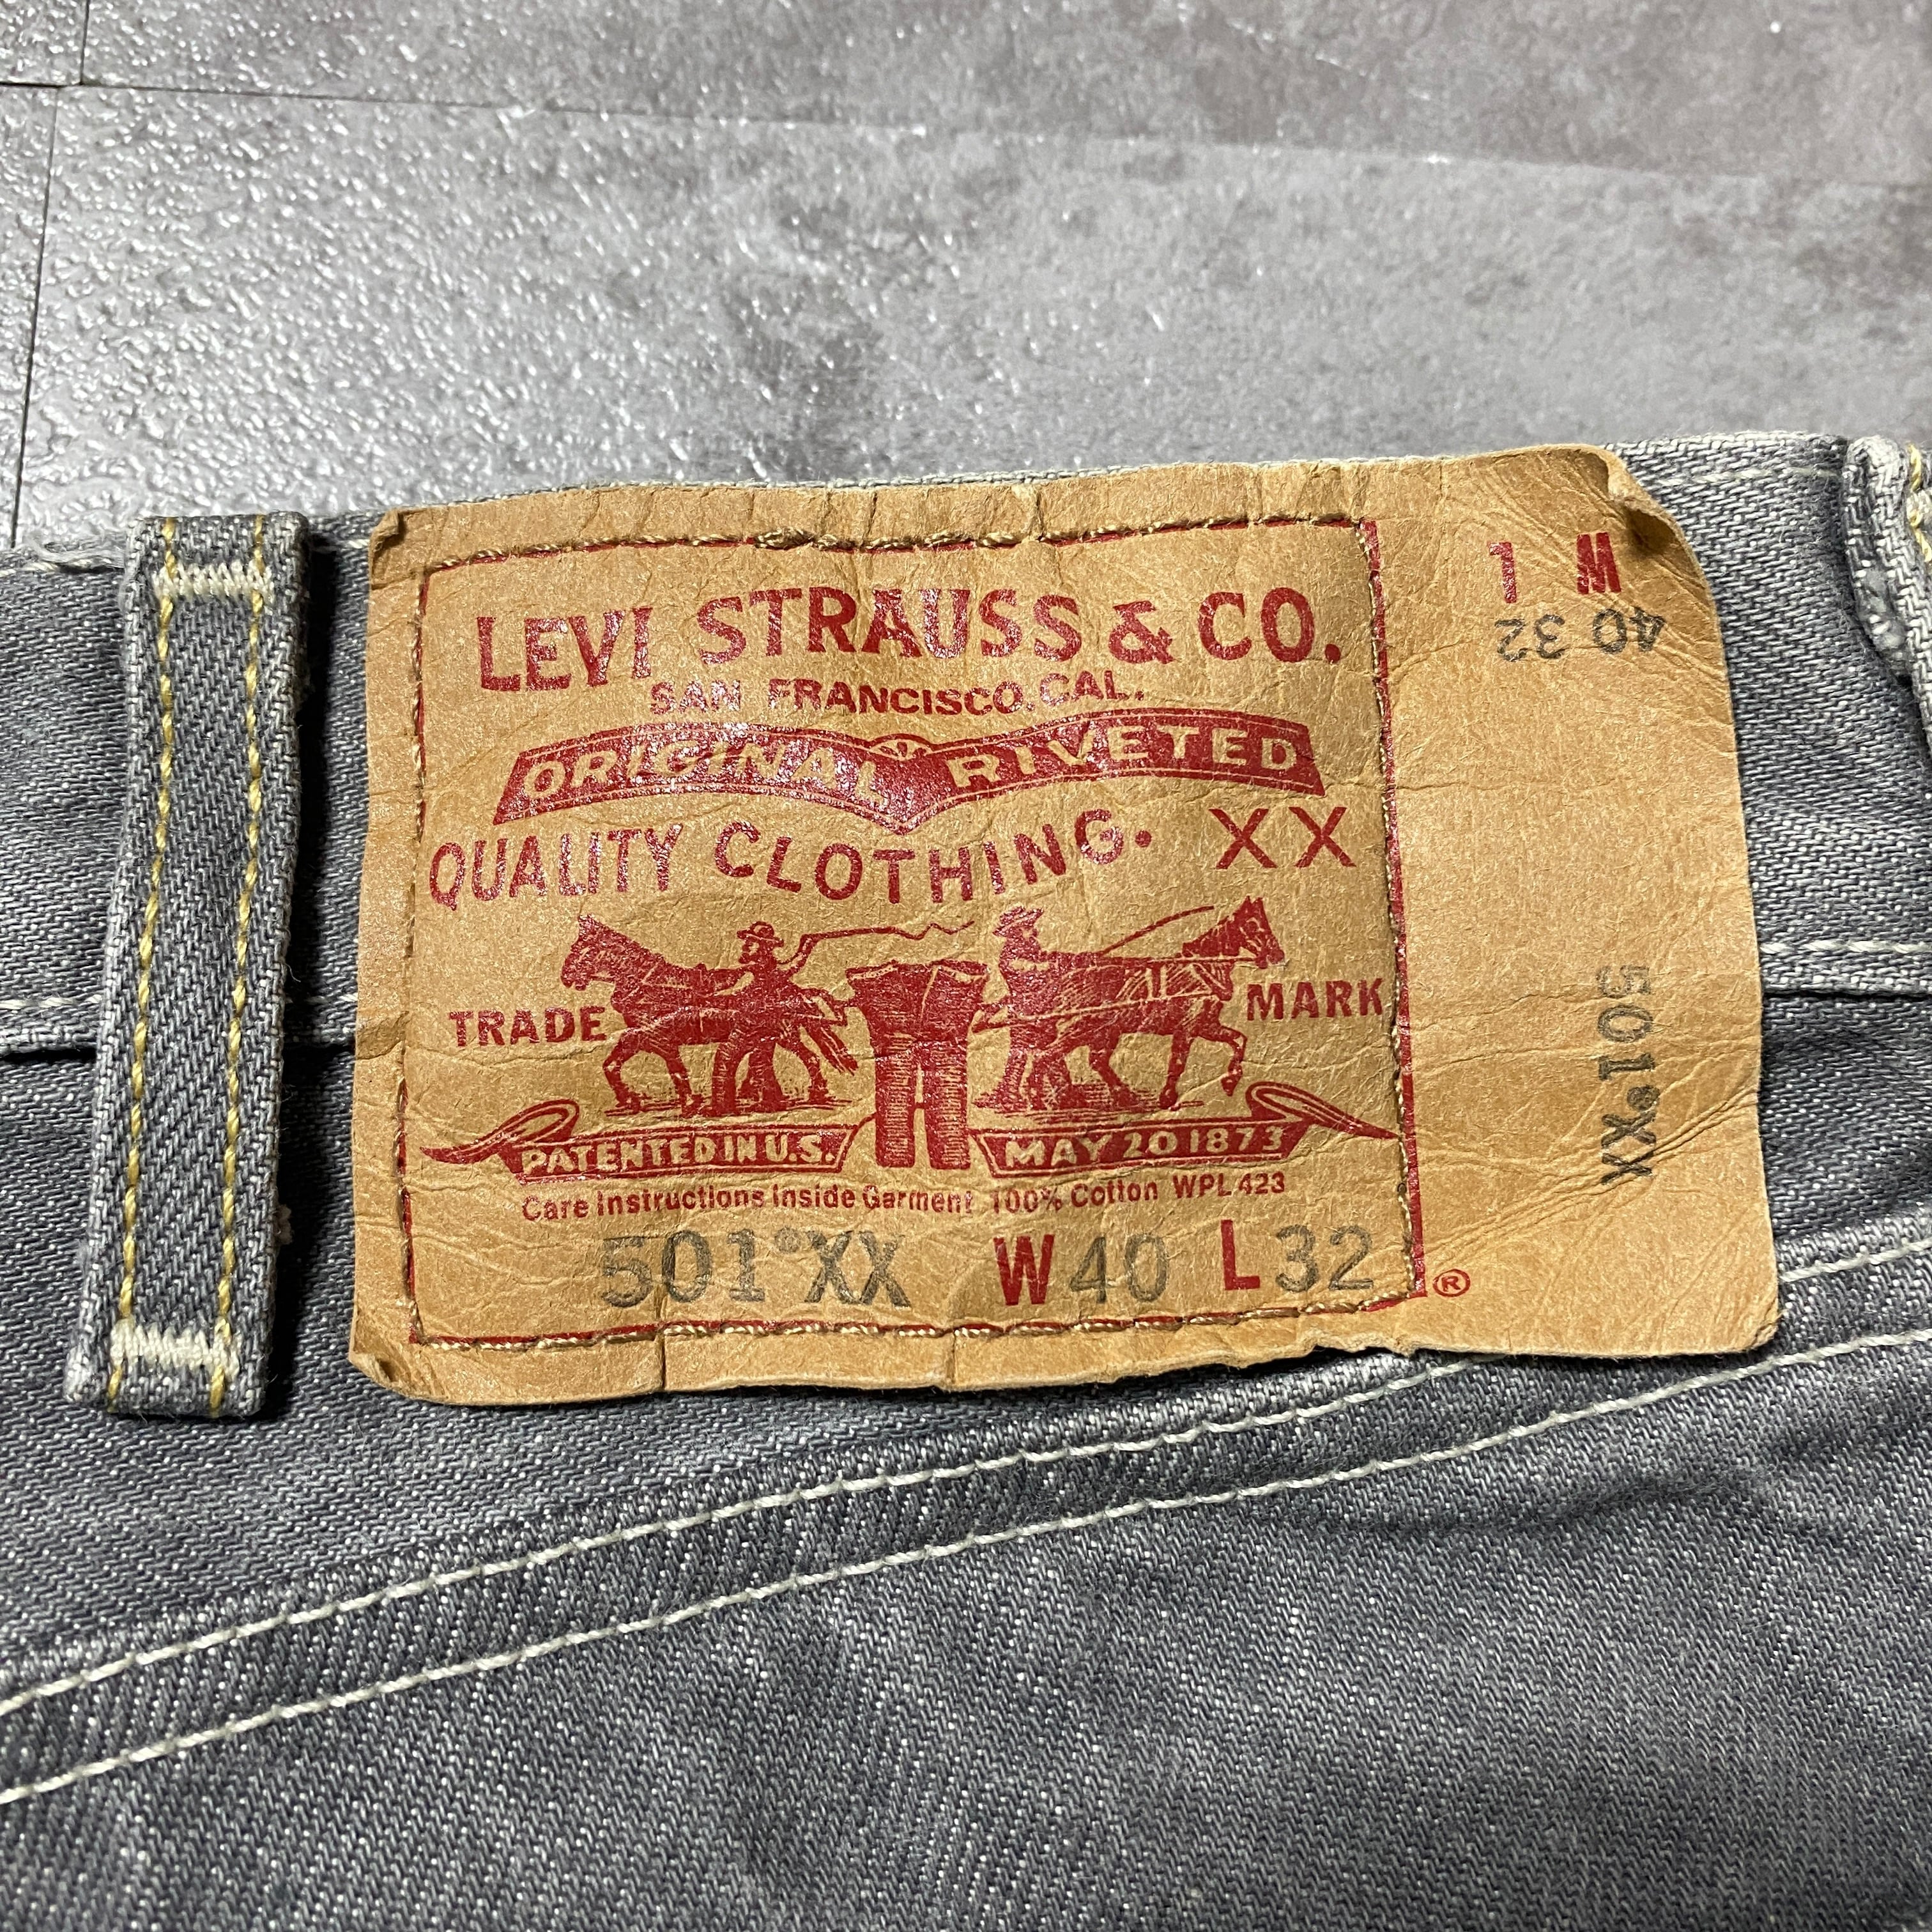 LEVI STRAUSS & CO.
SAN FRANCISCO. CAL.
ORIGINAL RIVETED
QUALITY CLOTHING. XX
TRADE MARK
PATENTED IN U.S. MAY 20 1873
Care Instructions Inside Garment 100% Cotton WPL 423
501®XX W40 L32 ®
1 M
40 32
501®XX